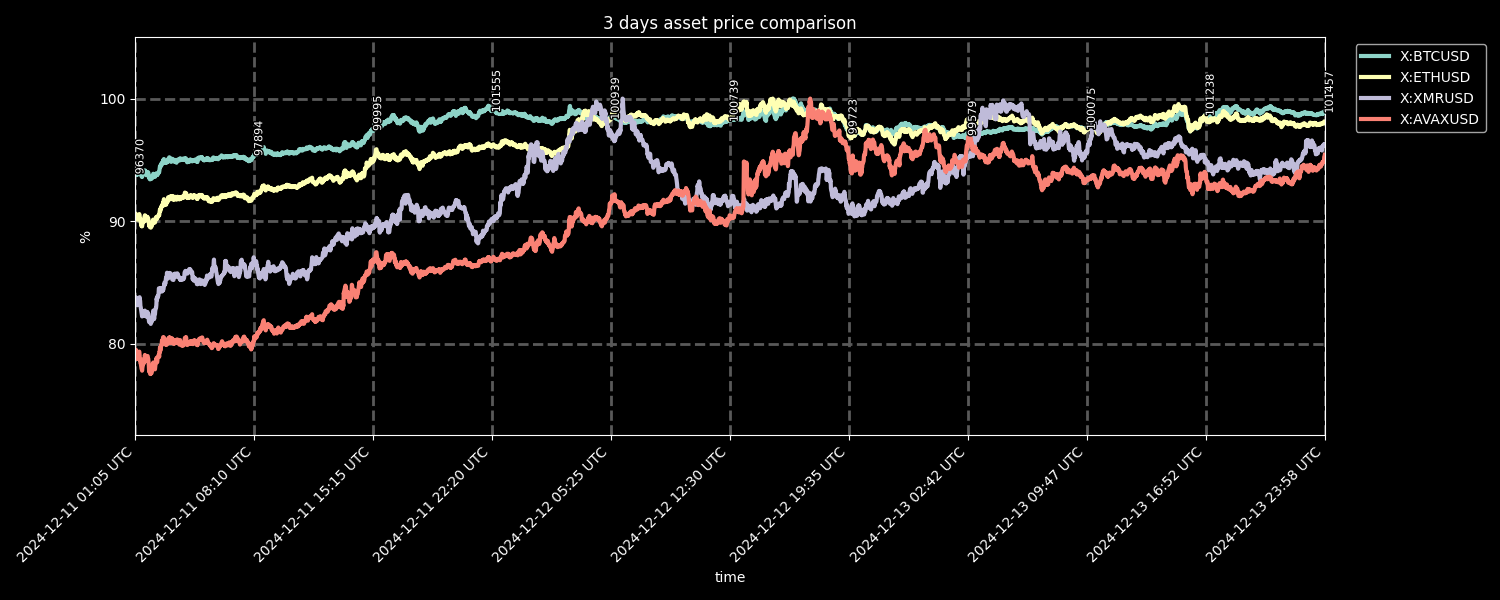 3 days asset price comparison
X:BTCUSD
X:ETHUSD
X:XMRUSD
X:AVAXUSD
100
90
80
%
96370
97894
99995
101555
100939
100739
99723
99579
100075
101238
101457
2024-12-11 01:05 UTC
2024-12-11 08:10 UTC
2024-12-11 15:15 UTC
2024-12-11 22:20 UTC
2024-12-12 05:25 UTC
2024-12-12 12:30 UTC
2024-12-12 19:35 UTC
2024-12-13 02:42 UTC
2024-12-13 09:47 UTC
2024-12-13 16:52 UTC
2024-12-13 23:58 UTC
time